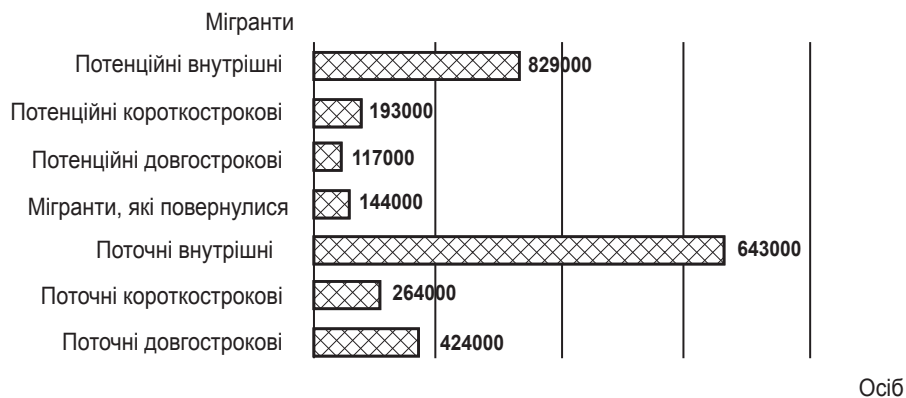 Мігранти
Потенційні внутрішні 829000
Потенційні короткострокові 193000
Потенційні довгострокові 117000
Мігранти, які повернулися 144000
Поточні внутрішні 643000
Поточні короткострокові 264000
Поточні довгострокові 424000
Осіб